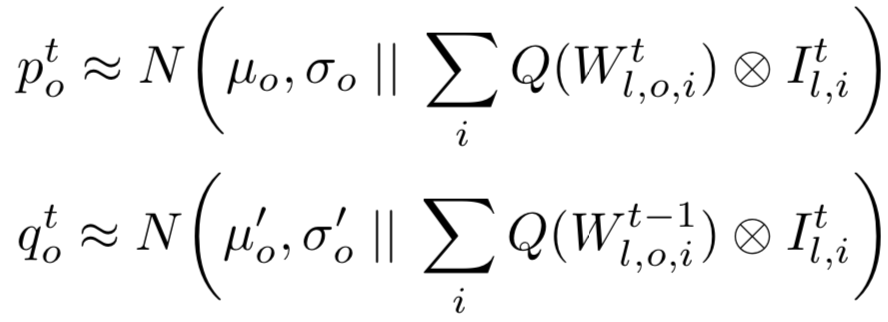 p_o^t ≈ N(μ_o, σ_o || ∑_i Q(W_{l,o,i}^t) ⊗ I_{l,i}^t)
q_o^t ≈ N(μ'_o, σ'_o || ∑_i Q(W_{l,o,i}^{t-1}) ⊗ I_{l,i}^t)